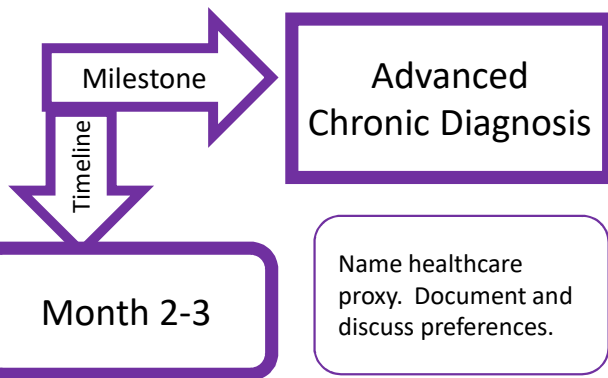 Milestone
Advanced
Chronic Diagnosis
Timeline
Month 2-3
Name healthcare
proxy.  Document and
discuss preferences.